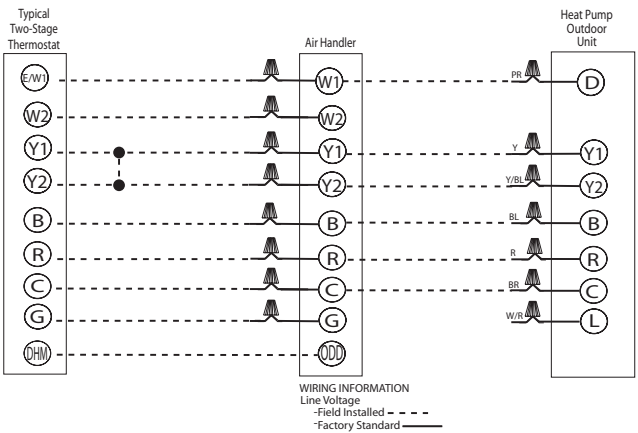 Typical
Two-Stage
Thermostat
Air Handler
Heat Pump
Outdoor
Unit
E/W1
W1
PR
D
W2
W2
Y1
Y1
Y
Y1
Y2
Y2
Y/BL
Y2
B
B
BL
B
R
R
R
R
C
C
BR
C
G
G
W/R
L
DHM
ODD
WIRING INFORMATION
Line Voltage
-Field Installed
-Factory Standard